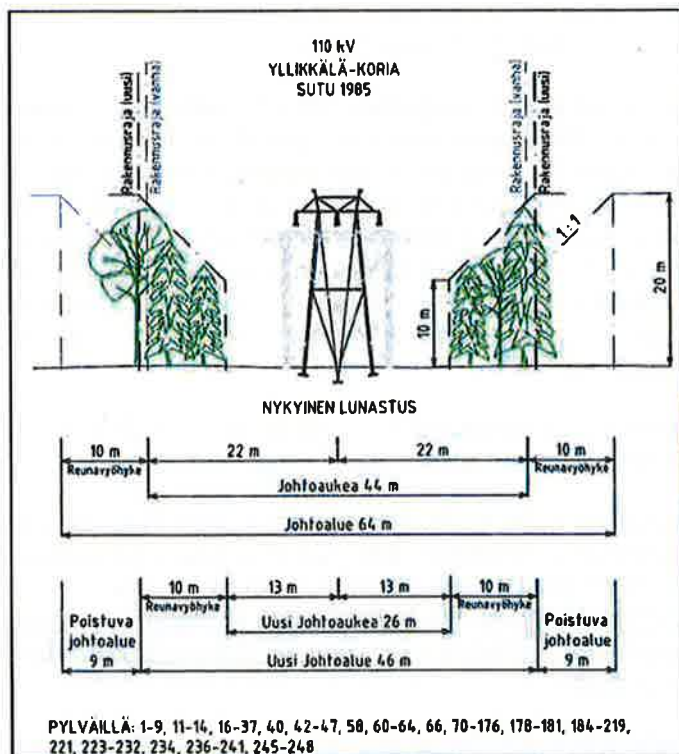 110 kV
YLLIKKÄLÄ-KORIA
SUTU 1985
Rakennusraja (uusi)
Rakennusraja (vanha)
Rakennusraja (vanha)
Rakennusraja (uusi)
1:1
20 m
10 m
NYKYINEN LUNASTUS
10 m 22 m 22 m 10 m
Reunavyöhyke Reunavyöhyke
Johtoaukea 44 m
Johtoalue 64 m
10 m 13 m 13 m 10 m
Reunavyöhyke Reunavyöhyke
Poistuva johtoalue 9 m
Uusi Johtoaukea 26 m
Poistuva johtoalue 9 m
Uusi Johtoalue 46 m
PYLVÄILLÄ: 1-9, 11-14, 16-37, 40, 42-47, 58, 60-64, 66, 70-176, 178-181, 184-219,
221, 223-232, 234, 236-241, 245-248